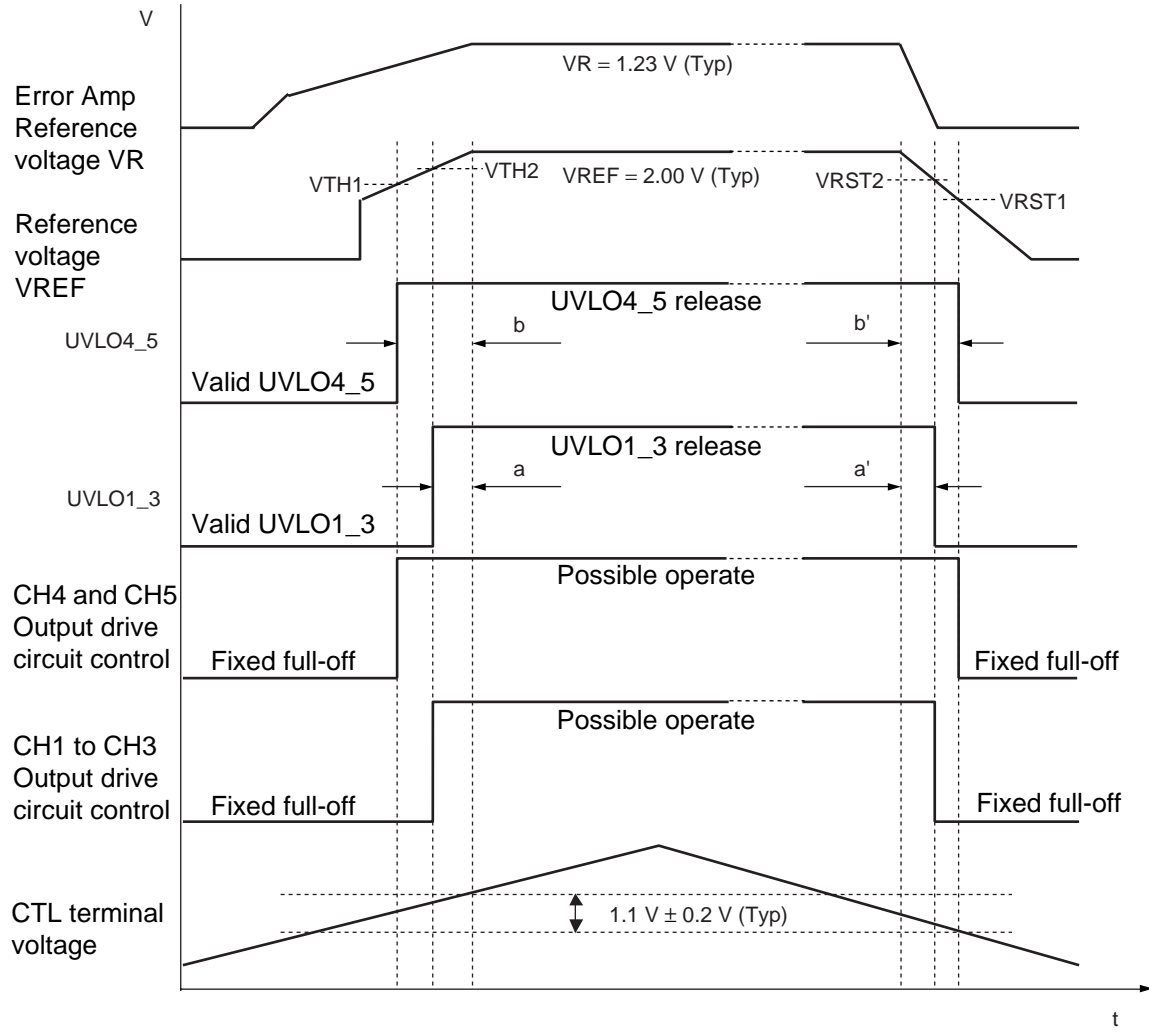 V
VR = 1.23 V (Typ)
Error Amp
Reference
voltage VR
VTH1
VTH2
VREF = 2.00 V (Typ)
VRST2
VRST1
Reference
voltage
VREF
UVLO4_5 release
UVLO4_5
b
b'
Valid UVLO4_5
UVLO1_3 release
UVLO1_3
a
a'
Valid UVLO1_3
CH4 and CH5
Output drive
circuit control
Possible operate
Fixed full-off
Fixed full-off
CH1 to CH3
Output drive
circuit control
Possible operate
Fixed full-off
Fixed full-off
CTL terminal
voltage
1.1 V ± 0.2 V (Typ)
t